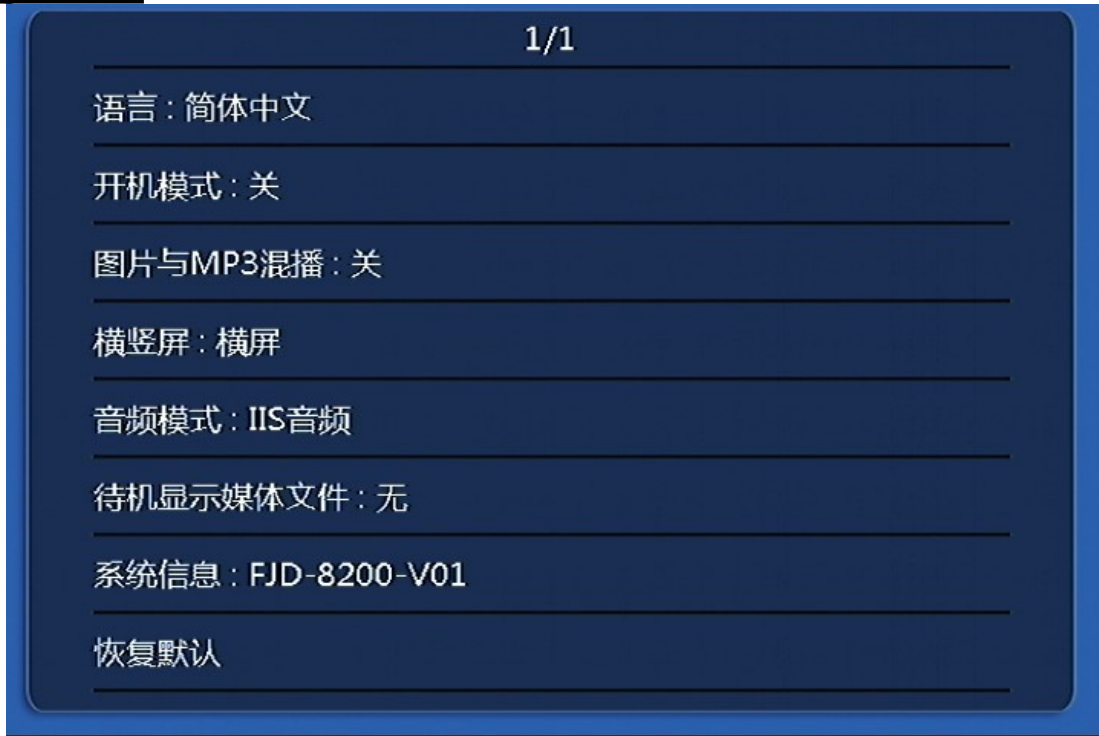 1/1
语言 : 简体中文
开机模式 : 关
图片与MP3混播 : 关
横竖屏 : 横屏
音频模式 : IIS音频
待机显示媒体文件 : 无
系统信息 : FJD-8200-V01
恢复默认